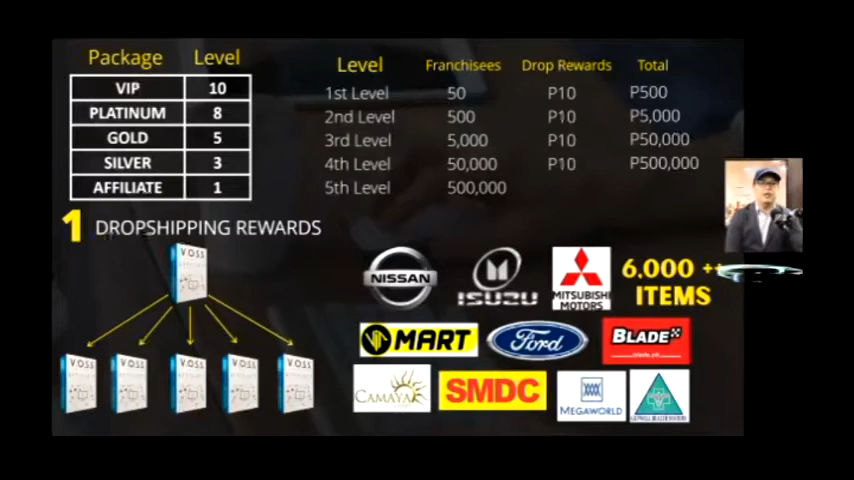 Package Level
VIP 10
PLATINUM 8
GOLD 5
SILVER 3
AFFILIATE 1
Level Franchisees Drop Rewards Total
1st Level 50 P10 P500
2nd Level 500 P10 P5,000
3rd Level 5,000 P10 P50,000
4th Level 50,000 P10 P500,000
5th Level 500,000
1 DROPSHIPPING REWARDS
V.O.S.S
V.O.S.S V.O.S.S V.O.S.S V.O.S.S V.O.S.S
NISSAN
ISUZU
MITSUBISHI
MOTORS
6,000 ++
ITEMS
MART
Ford
BLADE
CAMAYA
SMDC
MEGAWORLD